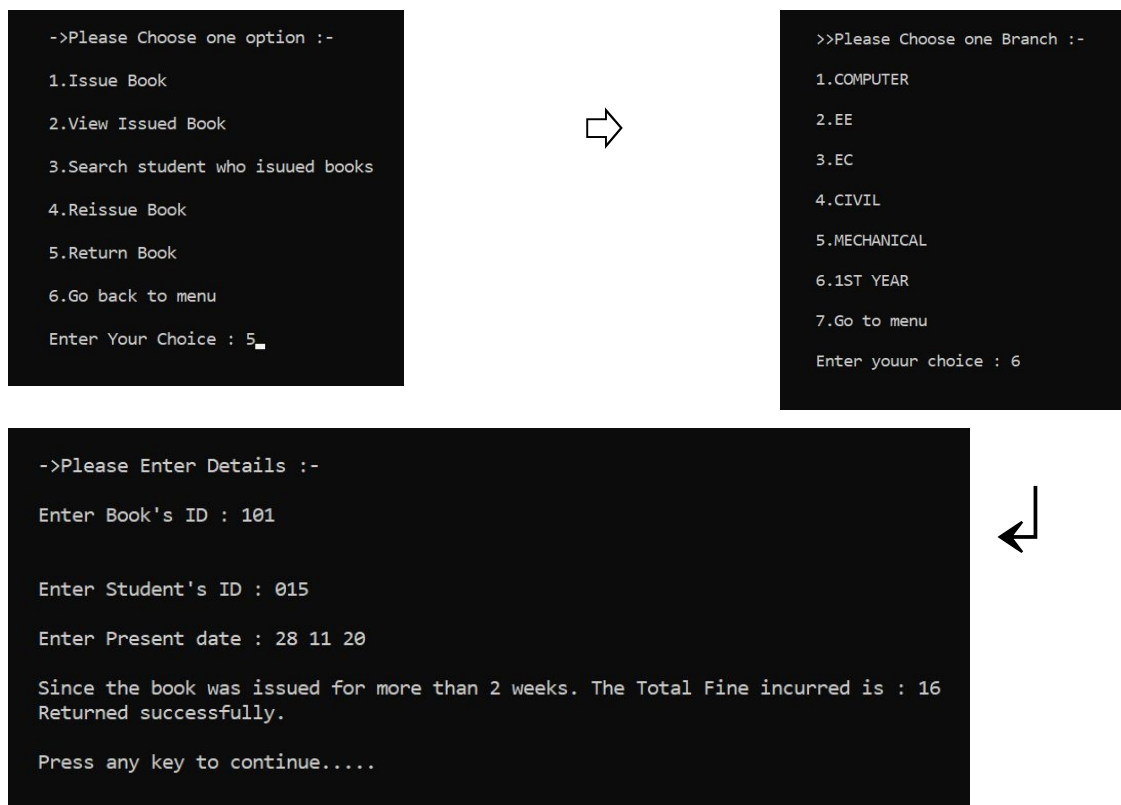 ->Please Choose one option :-
1.Issue Book
2.View Issued Book
3.Search student who isuued books
4.Reissue Book
5.Return Book
6.Go back to menu
Enter Your Choice : 5
>>Please Choose one Branch :-
1.COMPUTER
2.EE
3.EC
4.CIVIL
5.MECHANICAL
6.1ST YEAR
7.Go to menu
Enter youur choice : 6
->Please Enter Details :-
Enter Book's ID : 101
Enter Student's ID : 015
Enter Present date : 28 11 20
Since the book was issued for more than 2 weeks. The Total Fine incurred is : 16
Returned successfully.
Press any key to continue.....